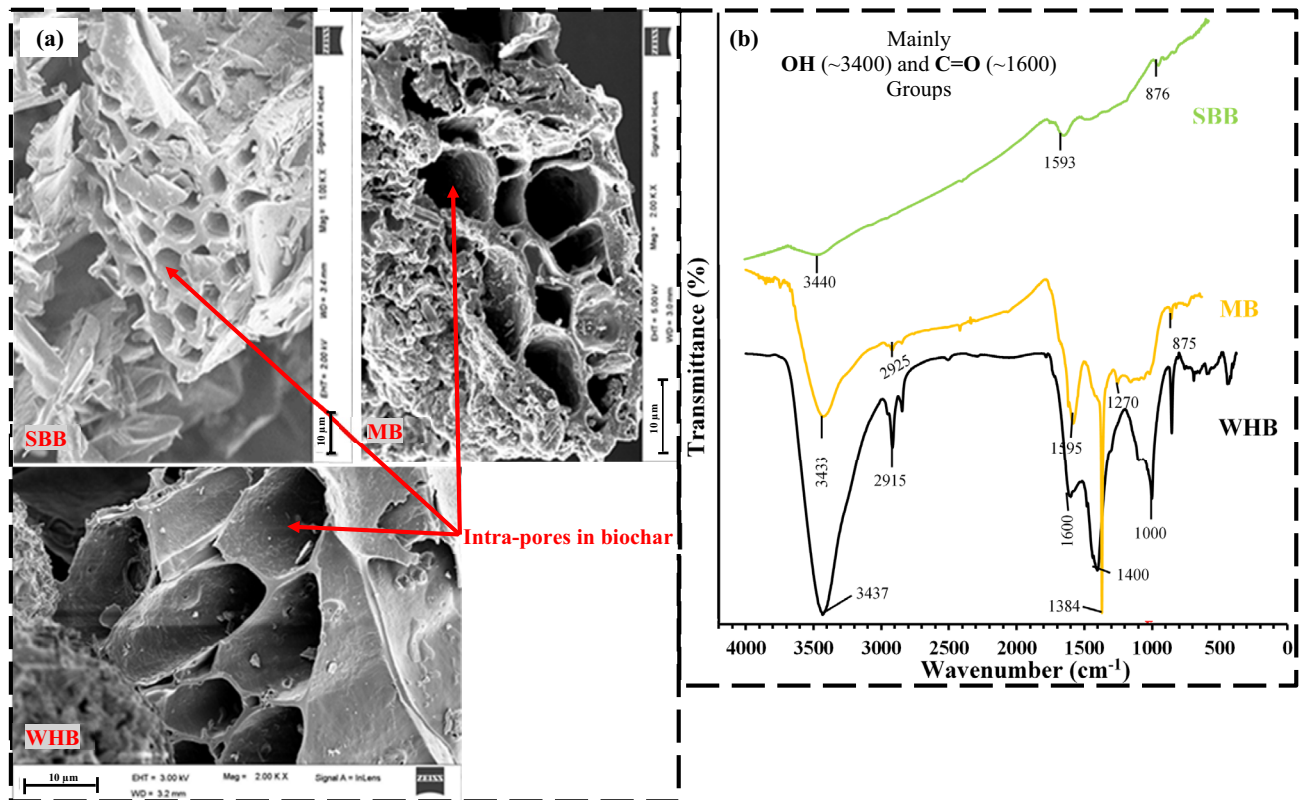 (a)
ZEISS
Signal A = InLens
Mag = 1.00 K X
WD = 3.4 mm
EHT = 2.00 kV
10 µm
SBB
ZEISS
Signal A = InLens
Mag = 2.00 K X
EHT = 5.00 kV
WD = 3.0 mm
10 µm
MB
Intra-pores in biochar
WHB
10 µm
EHT = 3.00 kV
Mag = 2.00 K X
Signal A = InLens
ZEISS
WD = 3.2 mm
(b)
Mainly
OH (~3400) and C=O (~1600)
Groups
876
SBB
1593
3440
MB
875
2925
1270
WHB
3433
1595
2915
1600
1000
1400
3437
1384
Transmittance (%)
4000 3500 3000 2500 2000 1500 1000 500 0
Wavenumber (cm⁻¹)